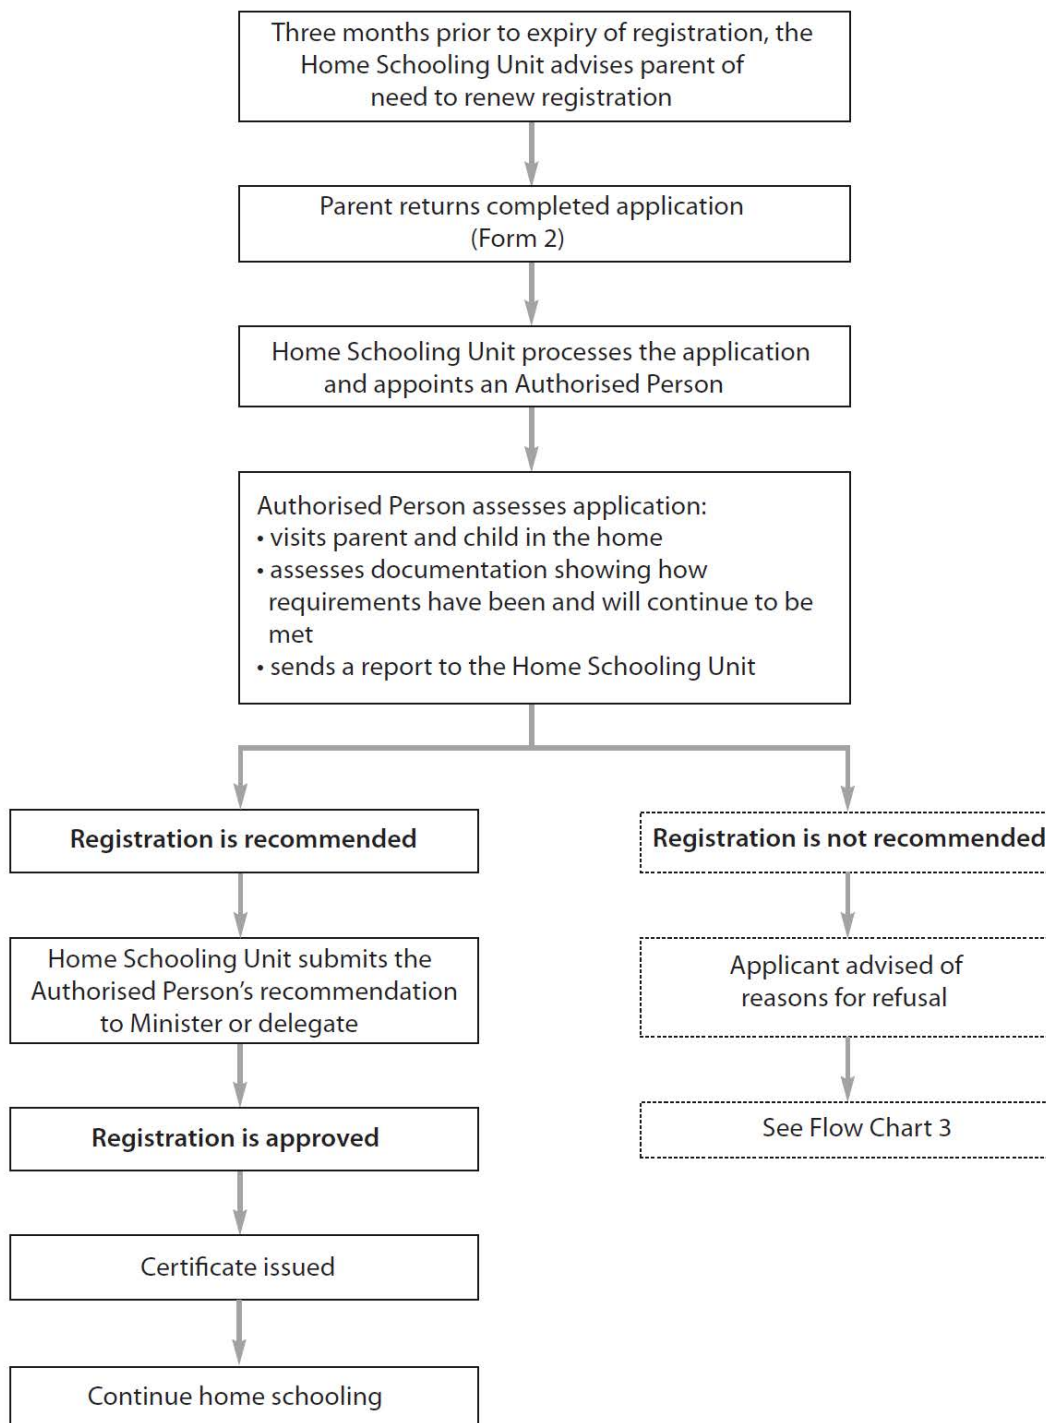 Three months prior to expiry of registration, the
Home Schooling Unit advises parent of
need to renew registration
Parent returns completed application
(Form 2)
Home Schooling Unit processes the application
and appoints an Authorised Person
Authorised Person assesses application:
• visits parent and child in the home
• assesses documentation showing how
requirements have been and will continue to be
met
• sends a report to the Home Schooling Unit
Registration is recommended
Home Schooling Unit submits the
Authorised Person’s recommendation
to Minister or delegate
Registration is approved
Certificate issued
Continue home schooling
Registration is not recommended
Applicant advised of
reasons for refusal
See Flow Chart 3